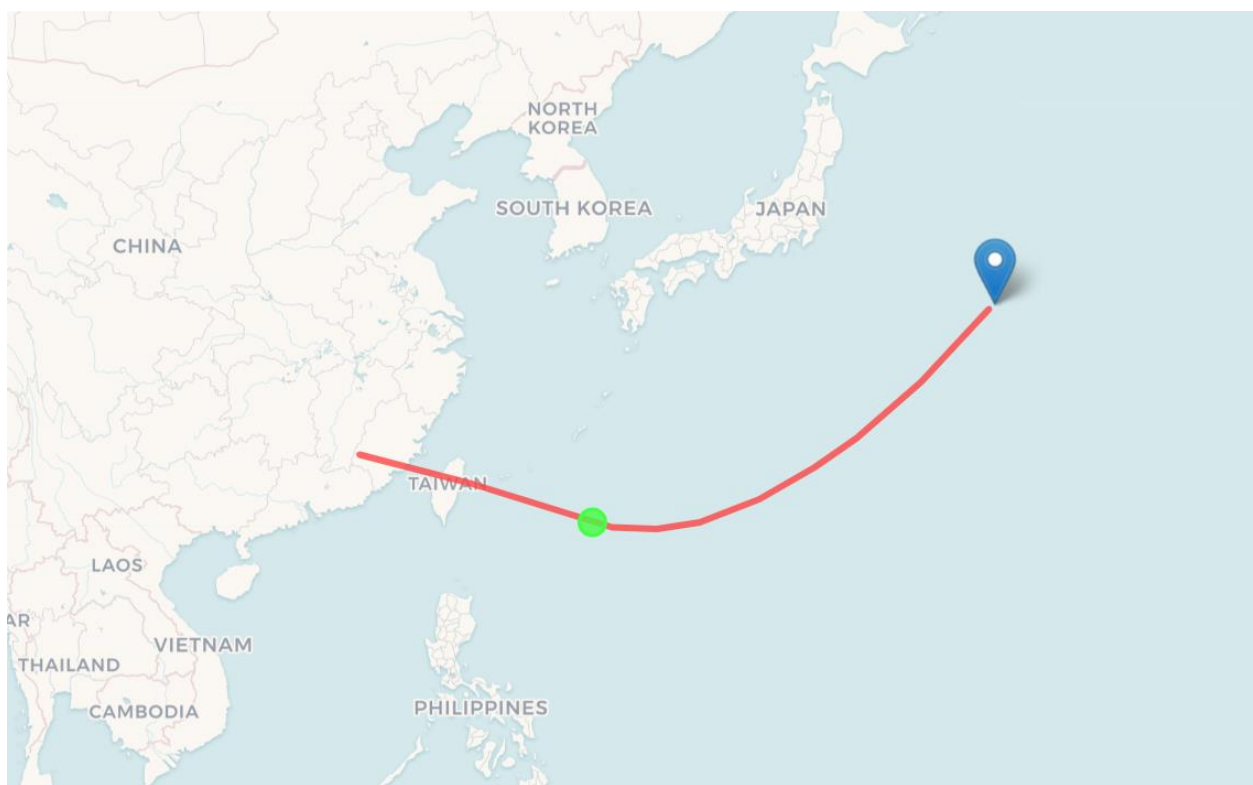 NORTH
KOREA
SOUTH KOREA
JAPAN
CHINA
TAIWAN
LAOS
AR
VIETNAM
THAILAND
CAMBODIA
PHILIPPINES